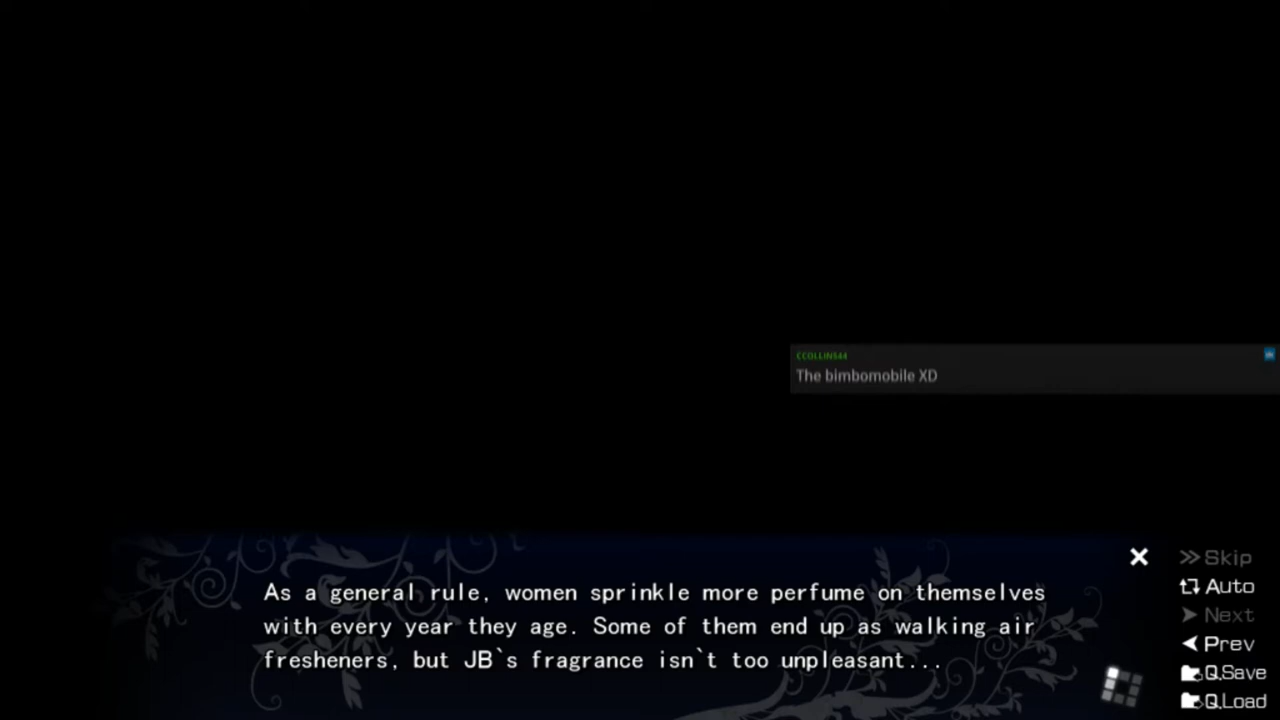 CCOLLINS44
The bimbomobile XD
As a general rule, women sprinkle more perfume on themselves
with every year they age. Some of them end up as walking air
fresheners, but JB`s fragrance isn`t too unpleasant...
Skip
Auto
Next
Prev
Q.Save
Q.Load